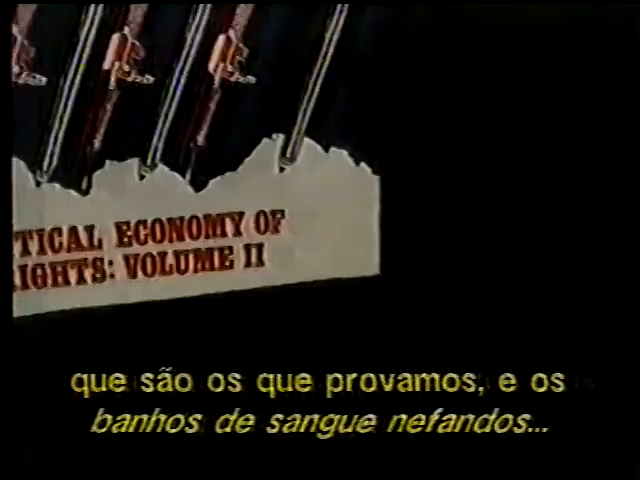 TICAL ECONOMY OF
IGHTS: VOLUME II
que são os que provamos, e os
banhos de sangue nefandos...